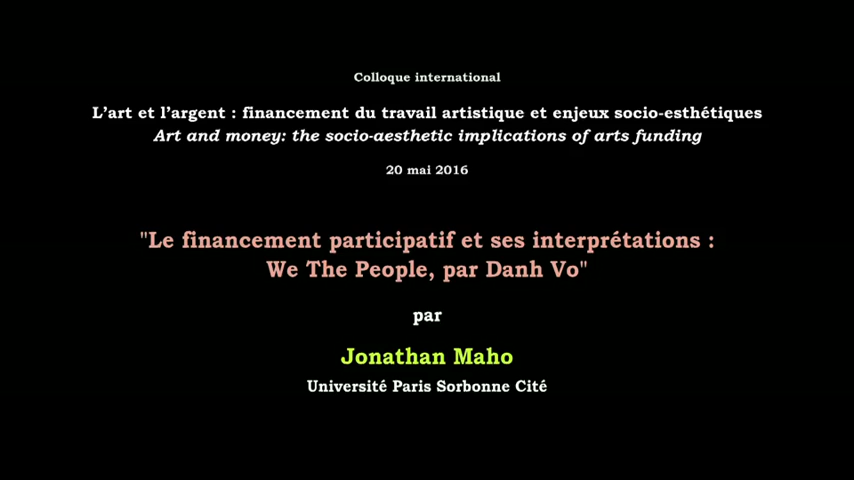 Colloque international
L'art et l'argent : financement du travail artistique et enjeux socio-esthétiques
Art and money: the socio-aesthetic implications of arts funding
20 mai 2016
"Le financement participatif et ses interprétations :
We The People, par Danh Vo"
par
Jonathan Maho
Université Paris Sorbonne Cité